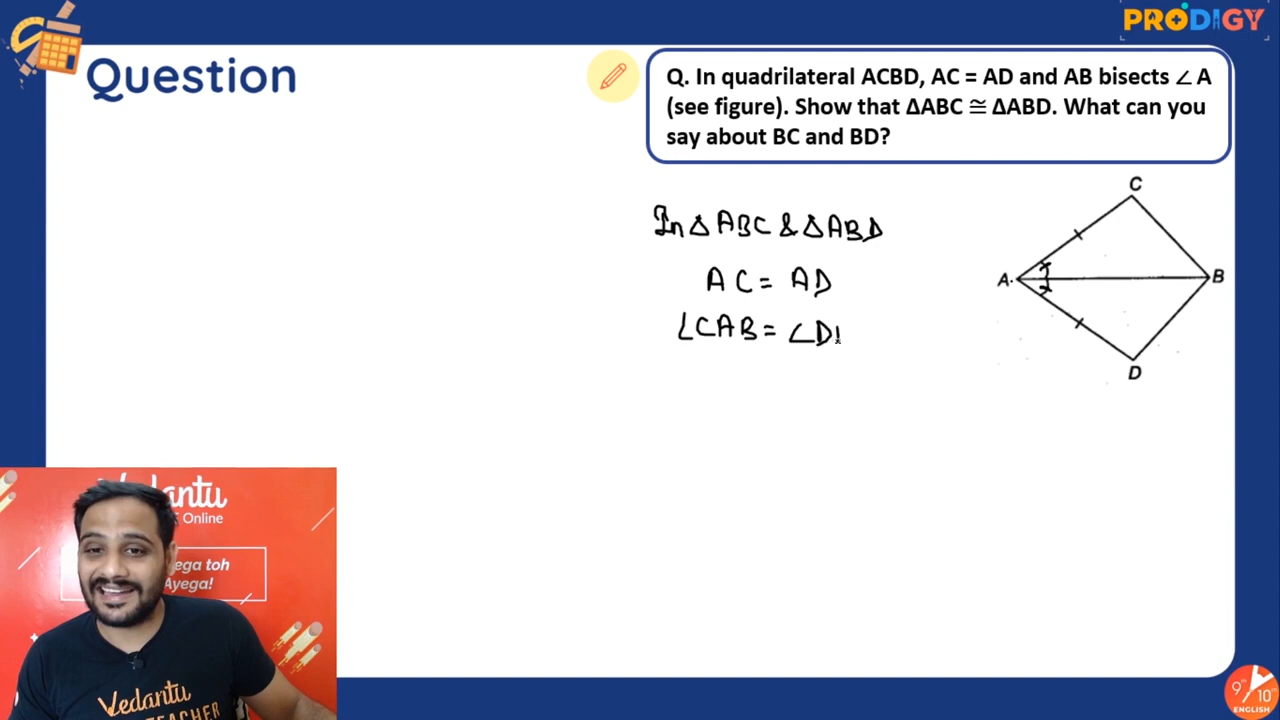 PRODIGY
Question
Q. In quadrilateral ACBD, AC = AD and AB bisects ∠ A
(see figure). Show that ΔABC ≅ ΔABD. What can you
say about BC and BD?
In Δ ABC & Δ ABD
AC = AD
∠CAB = ∠D
C
A
B
D
Vedantu
Online
ega toh
Ayega!
Vedantu
TEACHER
9th
10th
ENGLISH